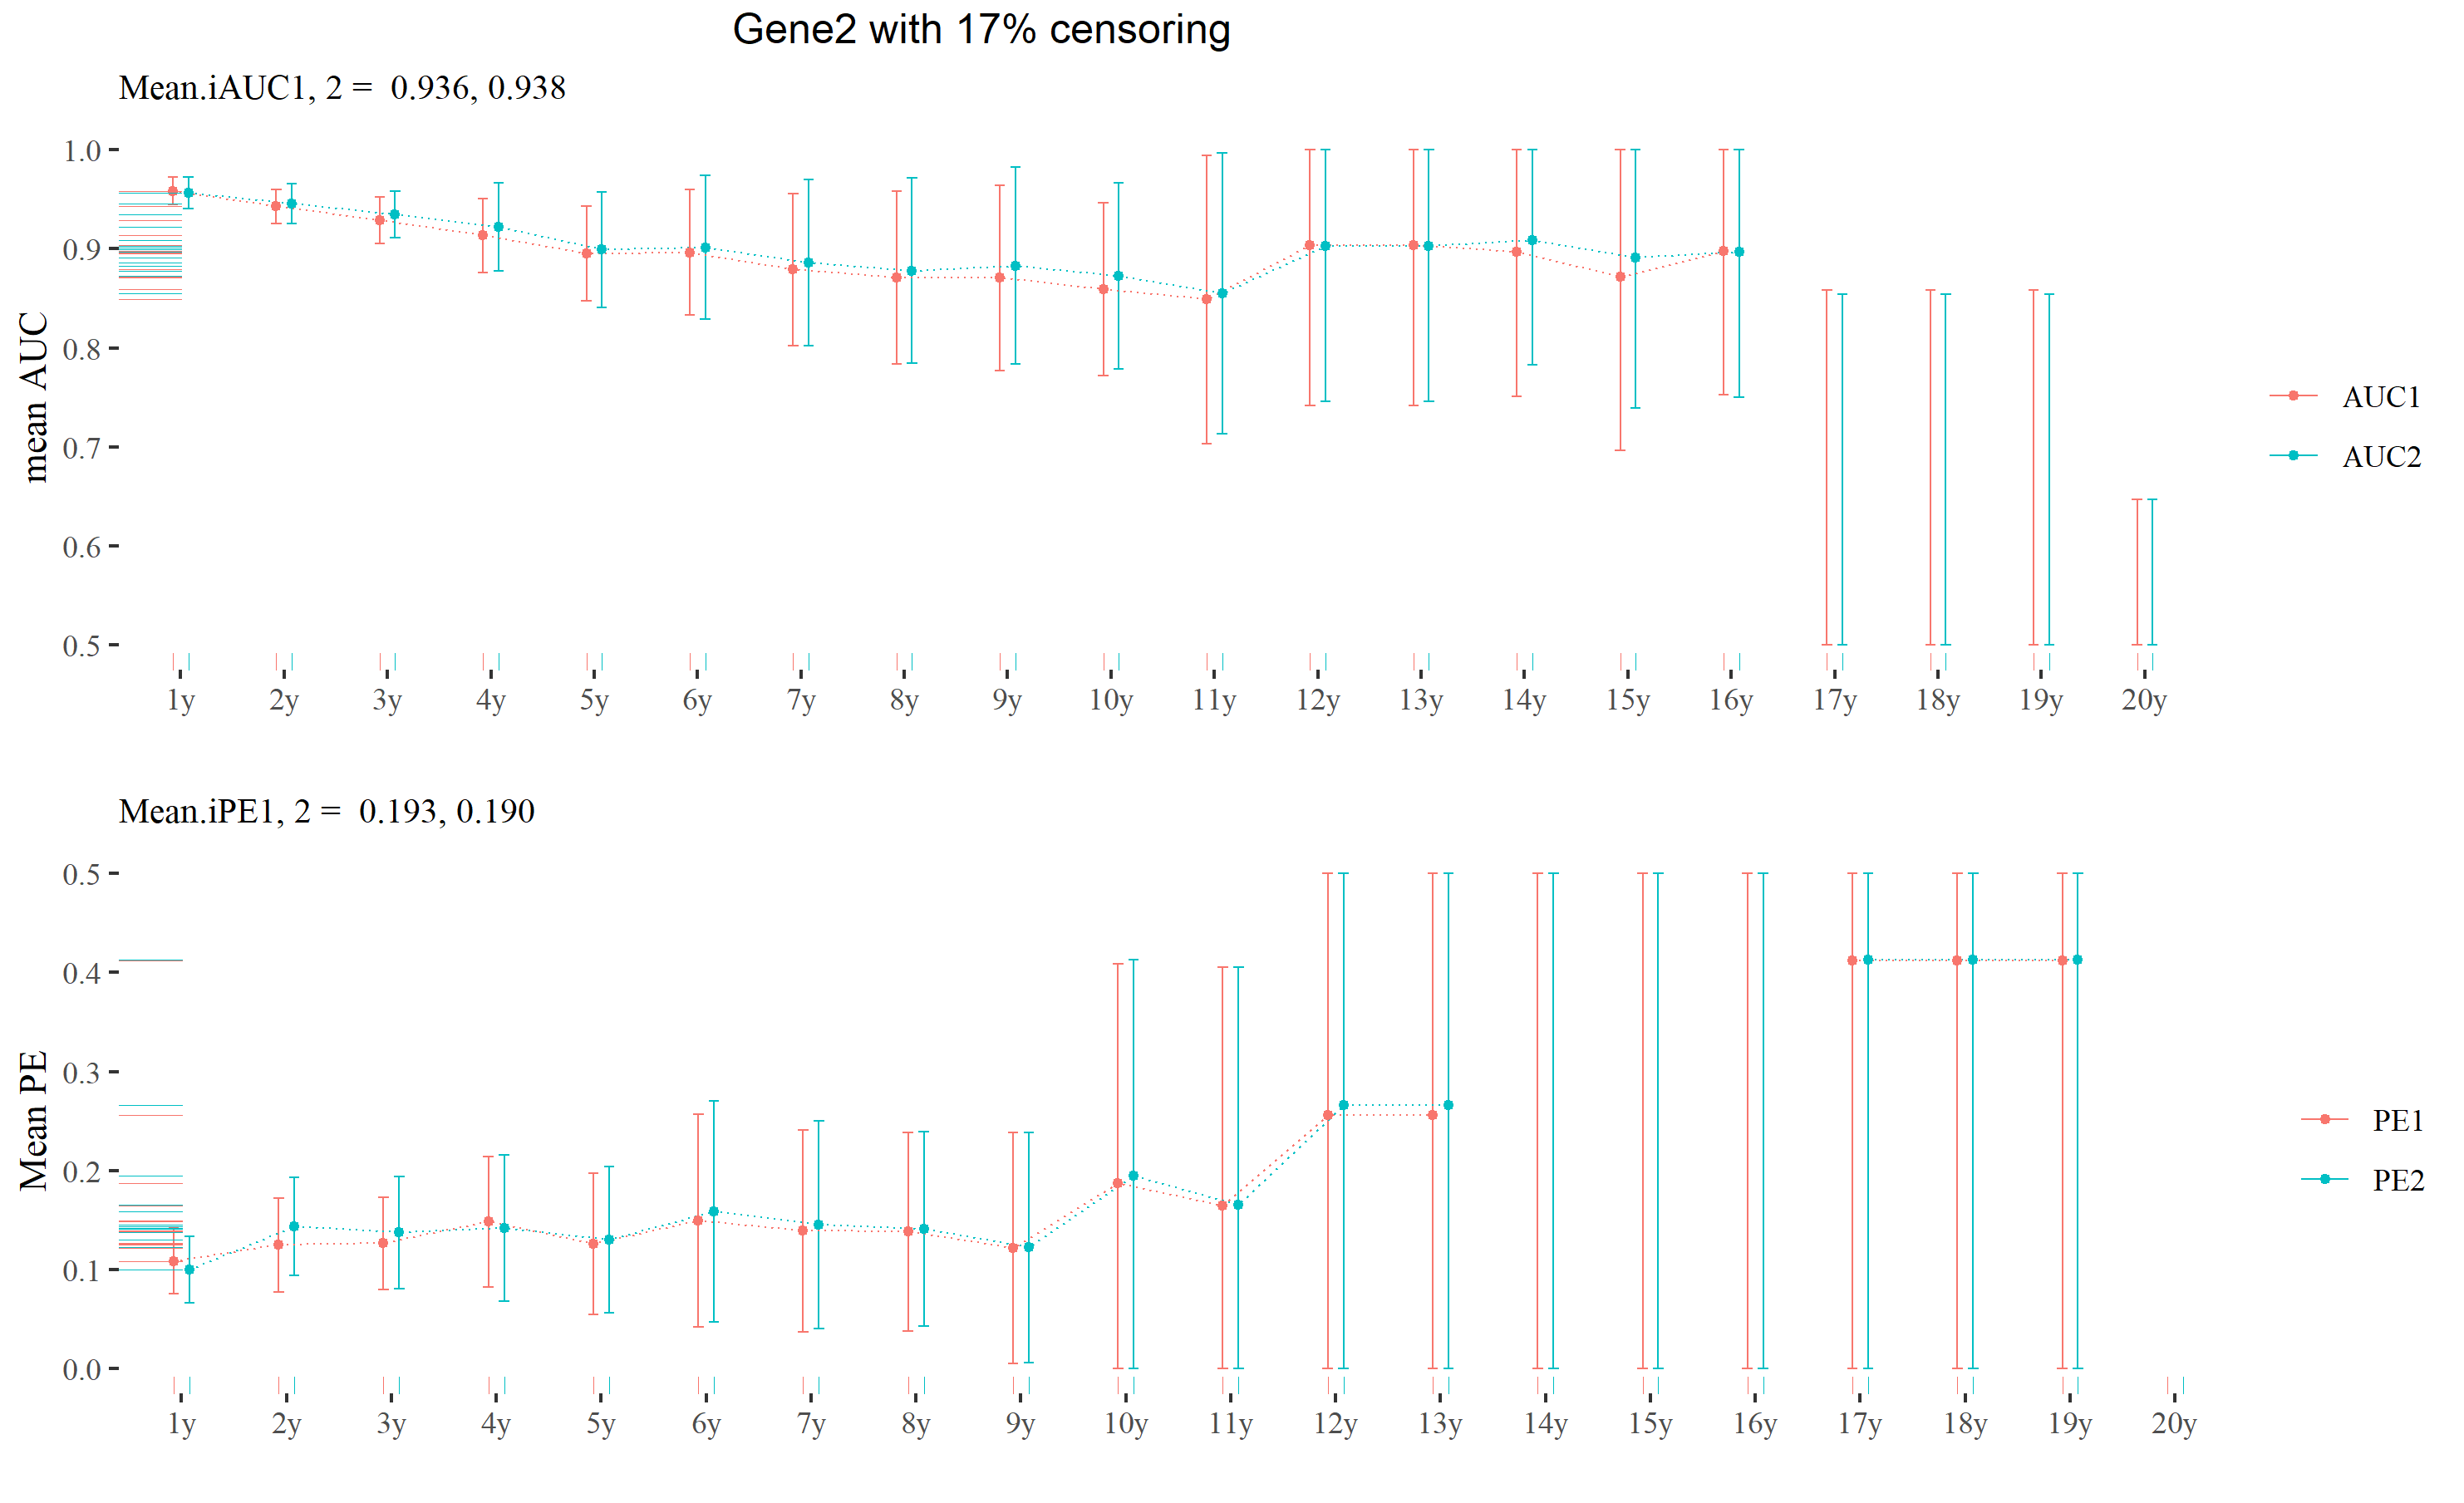 Gene2 with 17% censoring
Mean.iAUC1, 2 =  0.936, 0.938
mean AUC
1.0
0.9
0.8
0.7
0.6
0.5
1y 2y 3y 4y 5y 6y 7y 8y 9y 10y 11y 12y 13y 14y 15y 16y 17y 18y 19y 20y
AUC1
AUC2
Mean.iPE1, 2 =  0.193, 0.190
Mean PE
0.5
0.4
0.3
0.2
0.1
0.0
1y 2y 3y 4y 5y 6y 7y 8y 9y 10y 11y 12y 13y 14y 15y 16y 17y 18y 19y 20y
PE1
PE2